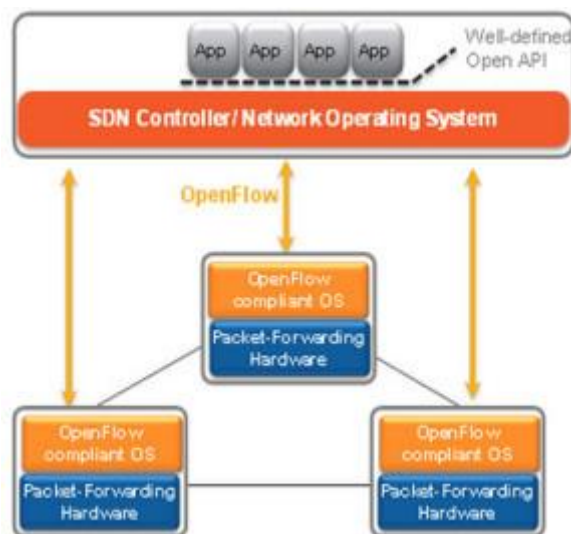 App App App App
Well-defined
Open API
SDN Controller/ Network Operating System
OpenFlow
OpenFlow
compliant OS
Packet-Forwarding
Hardware
OpenFlow
compliant OS
Packet-Forwarding
Hardware
OpenFlow
compliant OS
Packet-Forwarding
Hardware